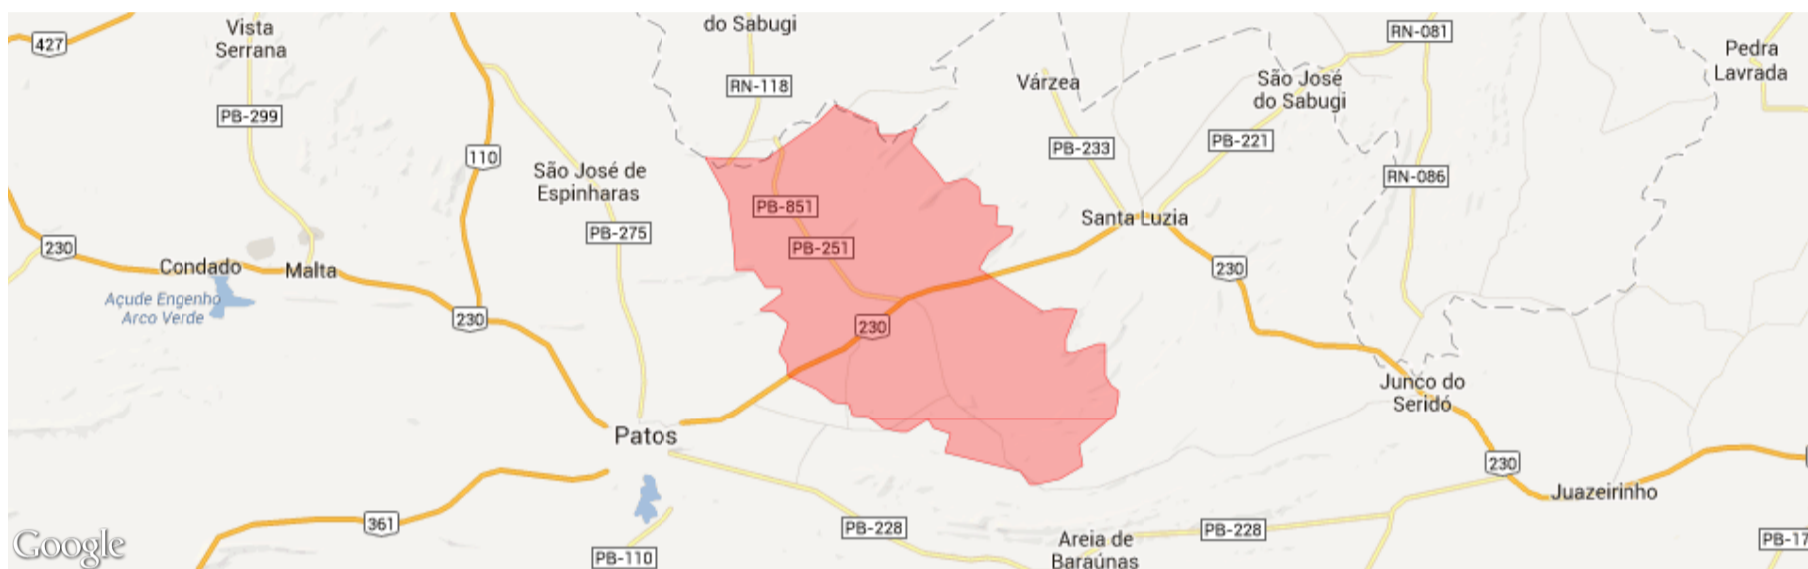 do Sabugi
Vista
Serrana
427
RN-081
Pedra
Lavrada
RN-118
Várzea
São José
do Sabugi
PB-299
PB-233
PB-221
110
São José de
Espinharas
RN-086
PB-851
Santa Luzia
PB-275
PB-251
230
Condado
Malta
230
Açude Engenho
Arco Verde
230
230
Junco do
Seridó
Patos
230
Juazeirinho
361
PB-228
PB-228
Areia de
Baraúnas
Google
PB-110
PB-17